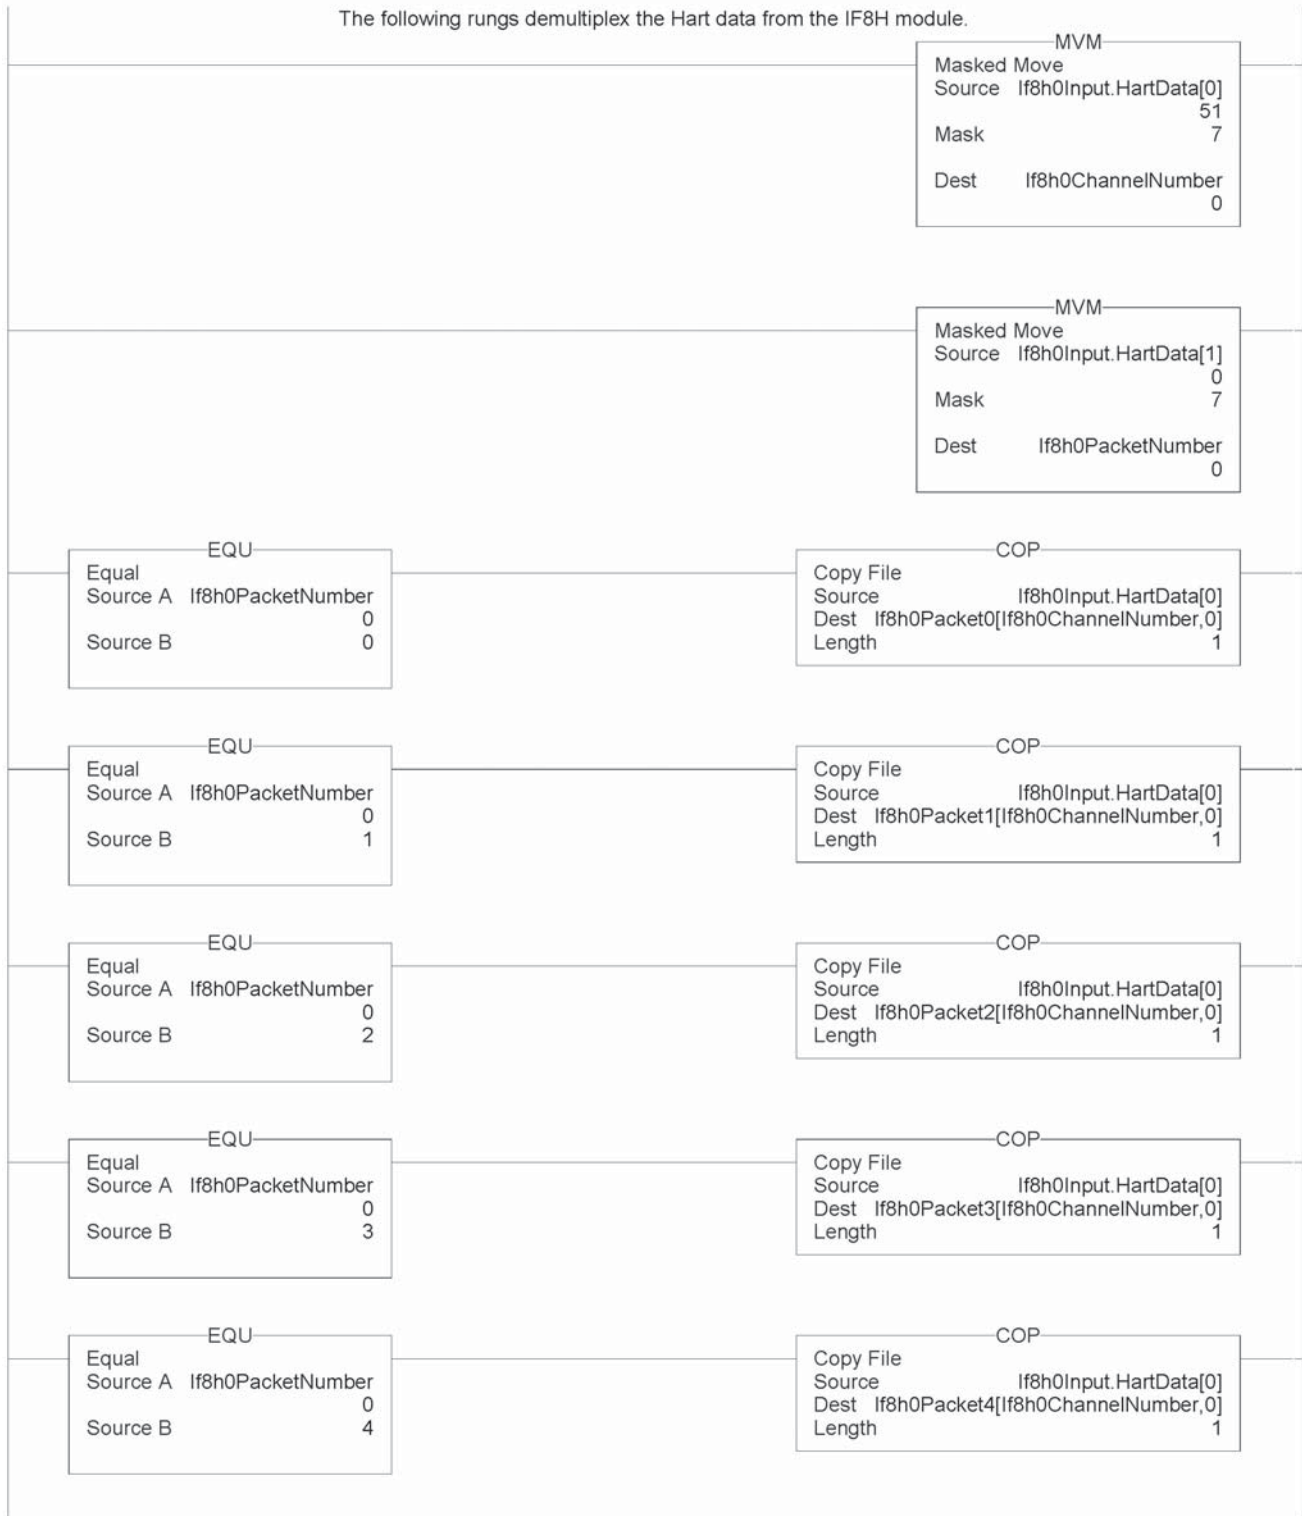 The following rungs demultiplex the Hart data from the IF8H module.
MVM
Masked Move
Source If8h0Input.HartData[0]
51
Mask 7
Dest If8h0ChannelNumber
0
MVM
Masked Move
Source If8h0Input.HartData[1]
0
Mask 7
Dest If8h0PacketNumber
0
EQU
Equal
Source A If8h0PacketNumber
0
Source B 0
COP
Copy File
Source If8h0Input.HartData[0]
Dest If8h0Packet0[If8h0ChannelNumber,0]
Length 1
EQU
Equal
Source A If8h0PacketNumber
0
Source B 1
COP
Copy File
Source If8h0Input.HartData[0]
Dest If8h0Packet1[If8h0ChannelNumber,0]
Length 1
EQU
Equal
Source A If8h0PacketNumber
0
Source B 2
COP
Copy File
Source If8h0Input.HartData[0]
Dest If8h0Packet2[If8h0ChannelNumber,0]
Length 1
EQU
Equal
Source A If8h0PacketNumber
0
Source B 3
COP
Copy File
Source If8h0Input.HartData[0]
Dest If8h0Packet3[If8h0ChannelNumber,0]
Length 1
EQU
Equal
Source A If8h0PacketNumber
0
Source B 4
COP
Copy File
Source If8h0Input.HartData[0]
Dest If8h0Packet4[If8h0ChannelNumber,0]
Length 1